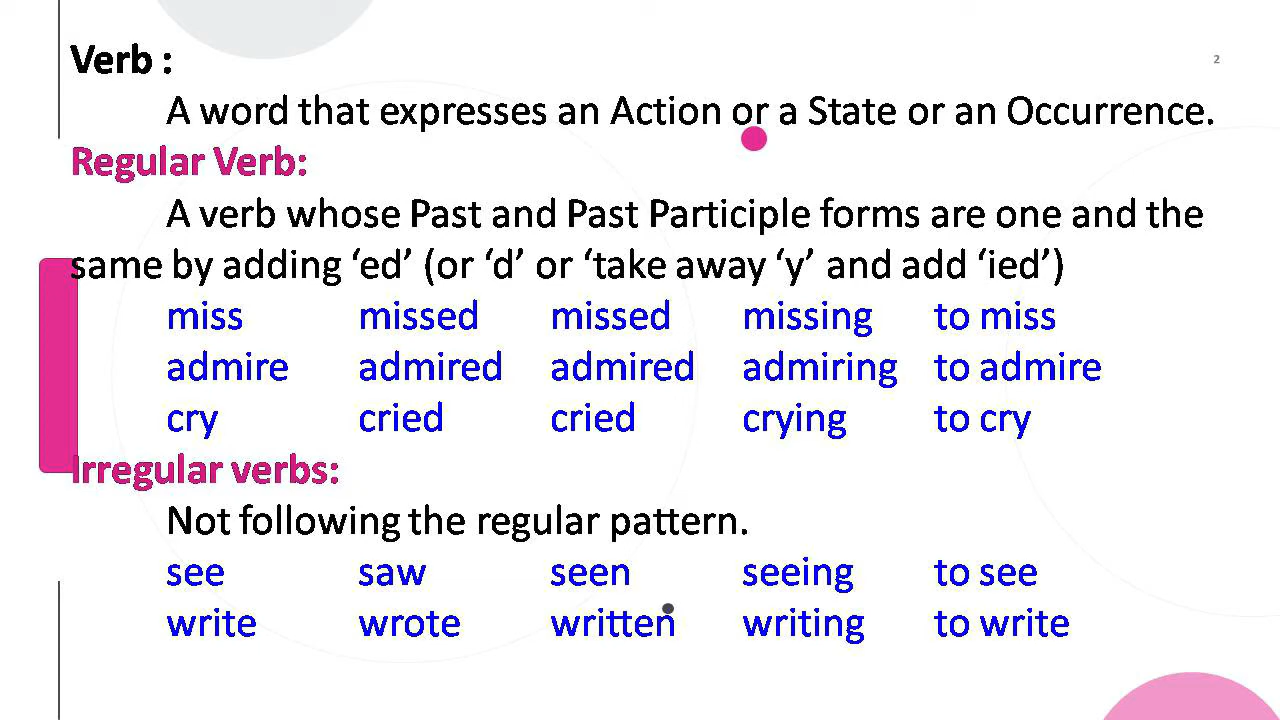 2
Verb :
A word that expresses an Action or a State or an Occurrence.
Regular Verb:
A verb whose Past and Past Participle forms are one and the
same by adding ‘ed’ (or ‘d’ or ‘take away ‘y’ and add ‘ied’)
miss missed missed missing to miss
admire admired admired admiring to admire
cry cried cried crying to cry
Irregular verbs:
Not following the regular pattern.
see saw seen seeing to see
write wrote written writing to write